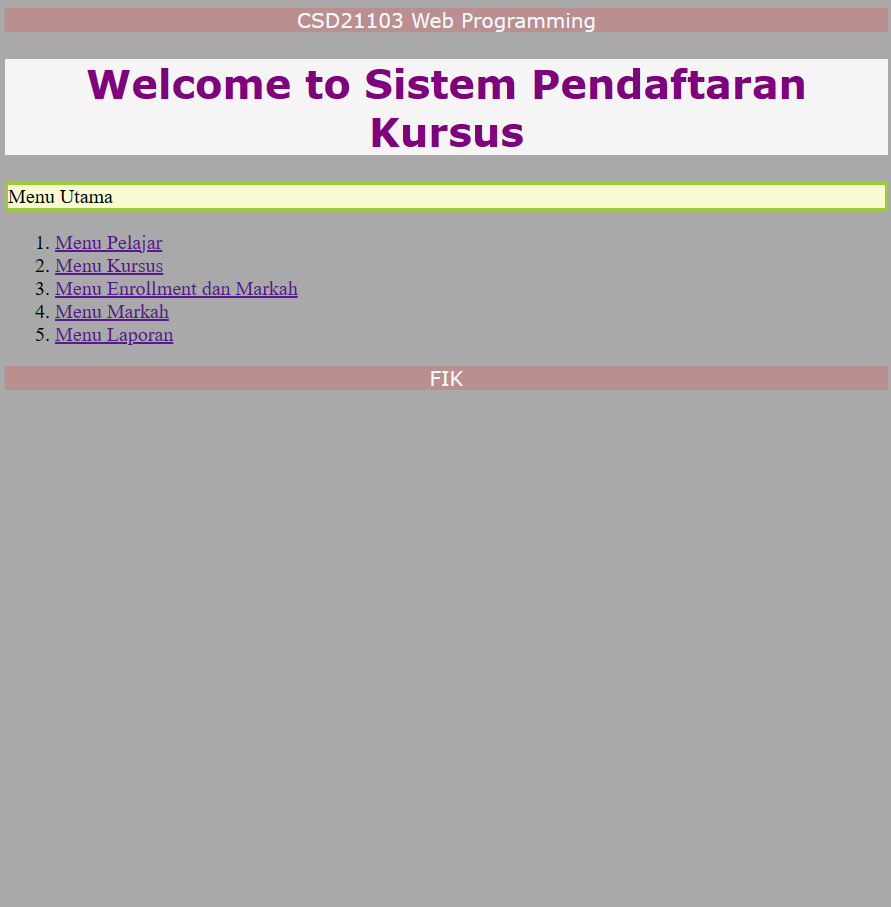 CSD21103 Web Programming
Welcome to Sistem Pendaftaran
Kursus
Menu Utama
1. Menu Pelajar
2. Menu Kursus
3. Menu Enrollment dan Markah
4. Menu Markah
5. Menu Laporan
FIK